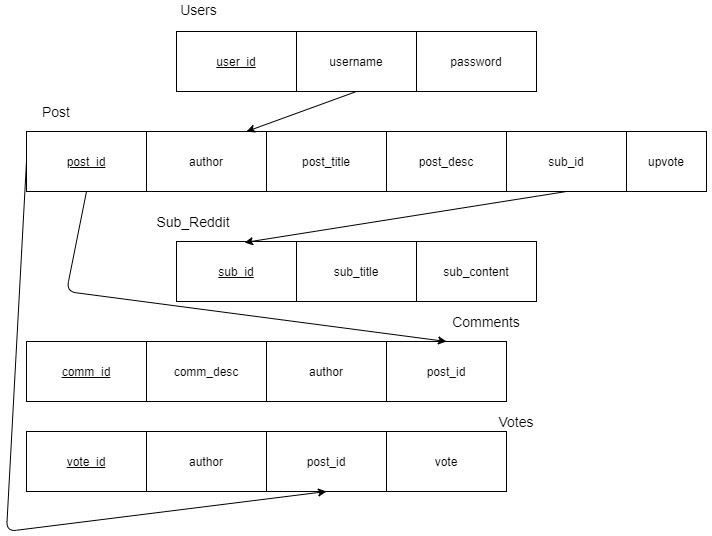 Users
user_id username password
Post
post_id author post_title post_desc sub_id upvote
Sub_Reddit
sub_id sub_title sub_content
Comments
comm_id comm_desc author post_id
Votes
vote_id author post_id vote